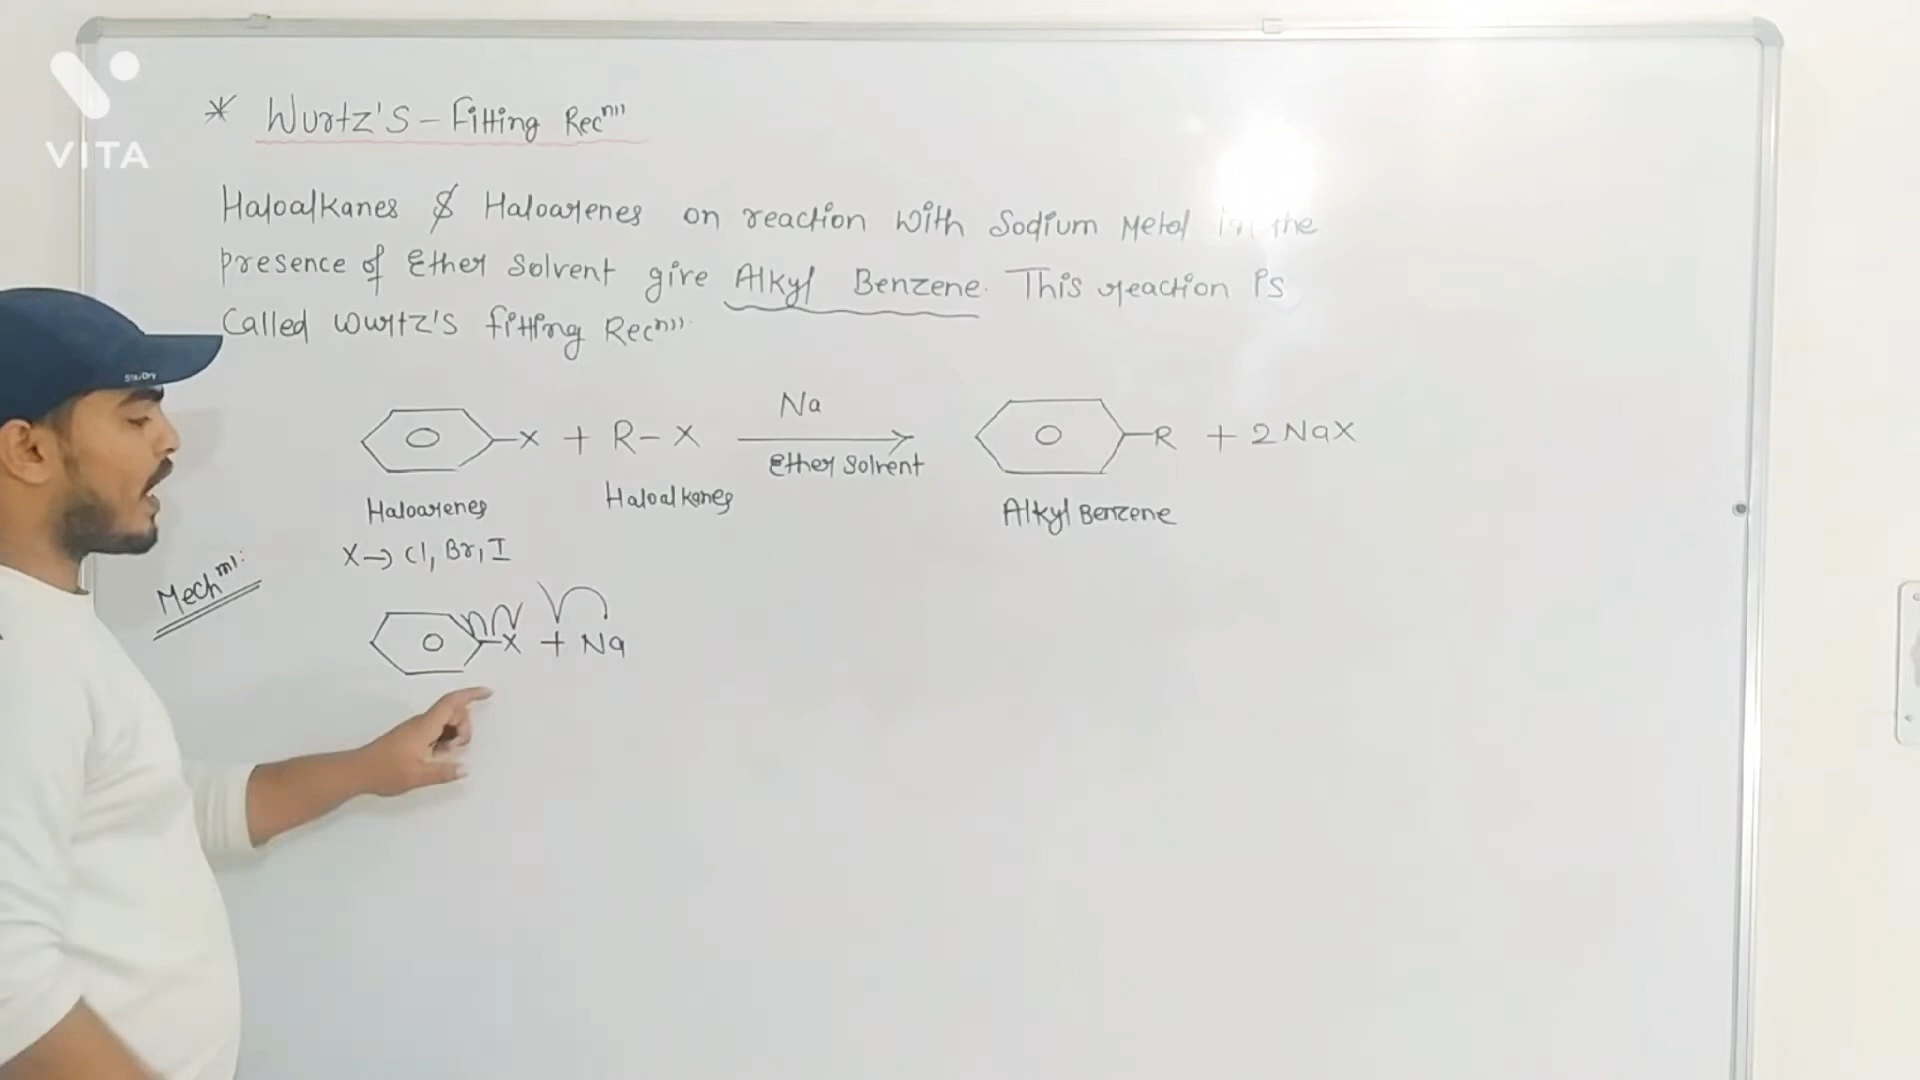 VITA
* Wurtz's - Fitting Recⁿ"
Haloalkanes & Haloarenes on reaction with Sodium Metal in the
presence of Ether Solvent give Alkyl Benzene. This reaction is
Called Wurtz's fitting Recⁿ"
Na
X + R - X Ether Solvent R + 2NaX
Haloarenes Haloalkanes Alkyl Benzene
X → Cl, Br, I
Mechᵐ¹:
X + Na